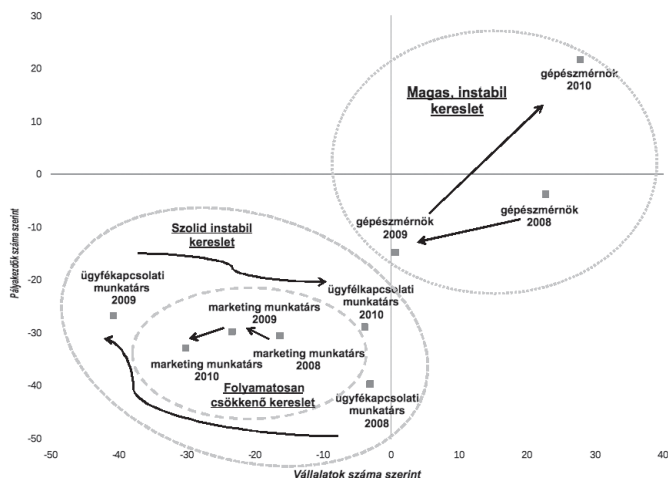 30
20
10
0
-10
-20
-30
-40
-50
-50
-40
-30
-20
-10
0
10
20
30
40
Pályakezdők száma szerint
Vállalatok száma szerint
Magas, instabil
kereslet
gépészmérnök
2010
gépészmérnök
2009
gépészmérnök
2008
Szolid instabil
kereslet
ügyfékapcsolati
munkatárs
2009
ügyfélkapcsolati
munkatárs
2010
marketing munkatárs
2009
marketing munkatárs
2008
marketing munkatárs
2010
Folyamatosan
csökkenő kereslet
ügyfékapcsolati
munkatárs
2008